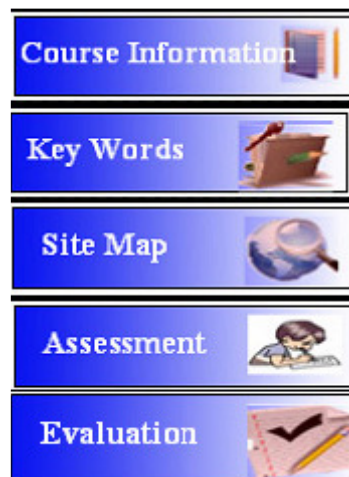 Course Information
Key Words
Site Map
Assessment
Evaluation